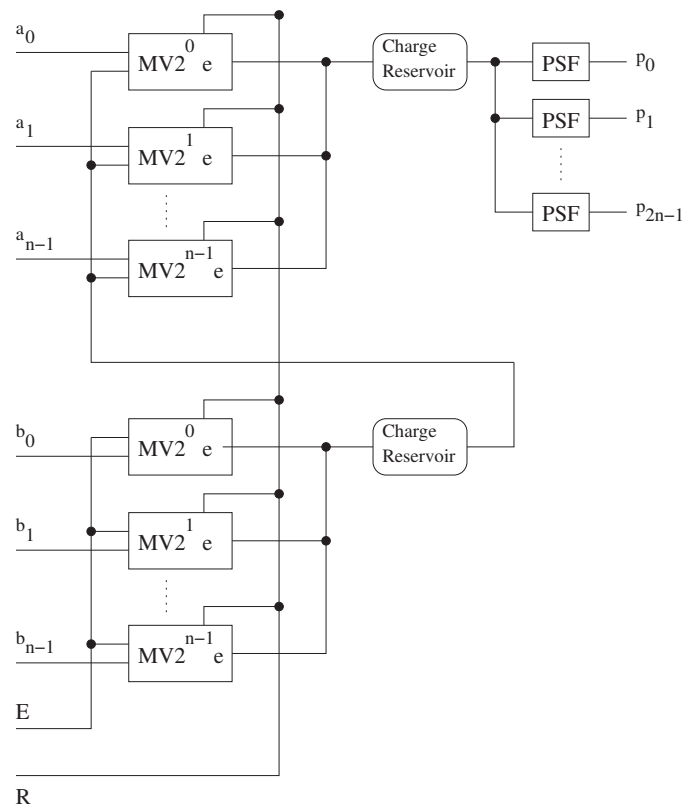 a0
MV2^0 e
Charge
Reservoir
PSF
p0
a1
MV2^1 e
PSF
p1
an−1
MV2^n−1 e
PSF
p2n−1
b0
MV2^0 e
Charge
Reservoir
b1
MV2^1 e
bn−1
MV2^n−1 e
E
R